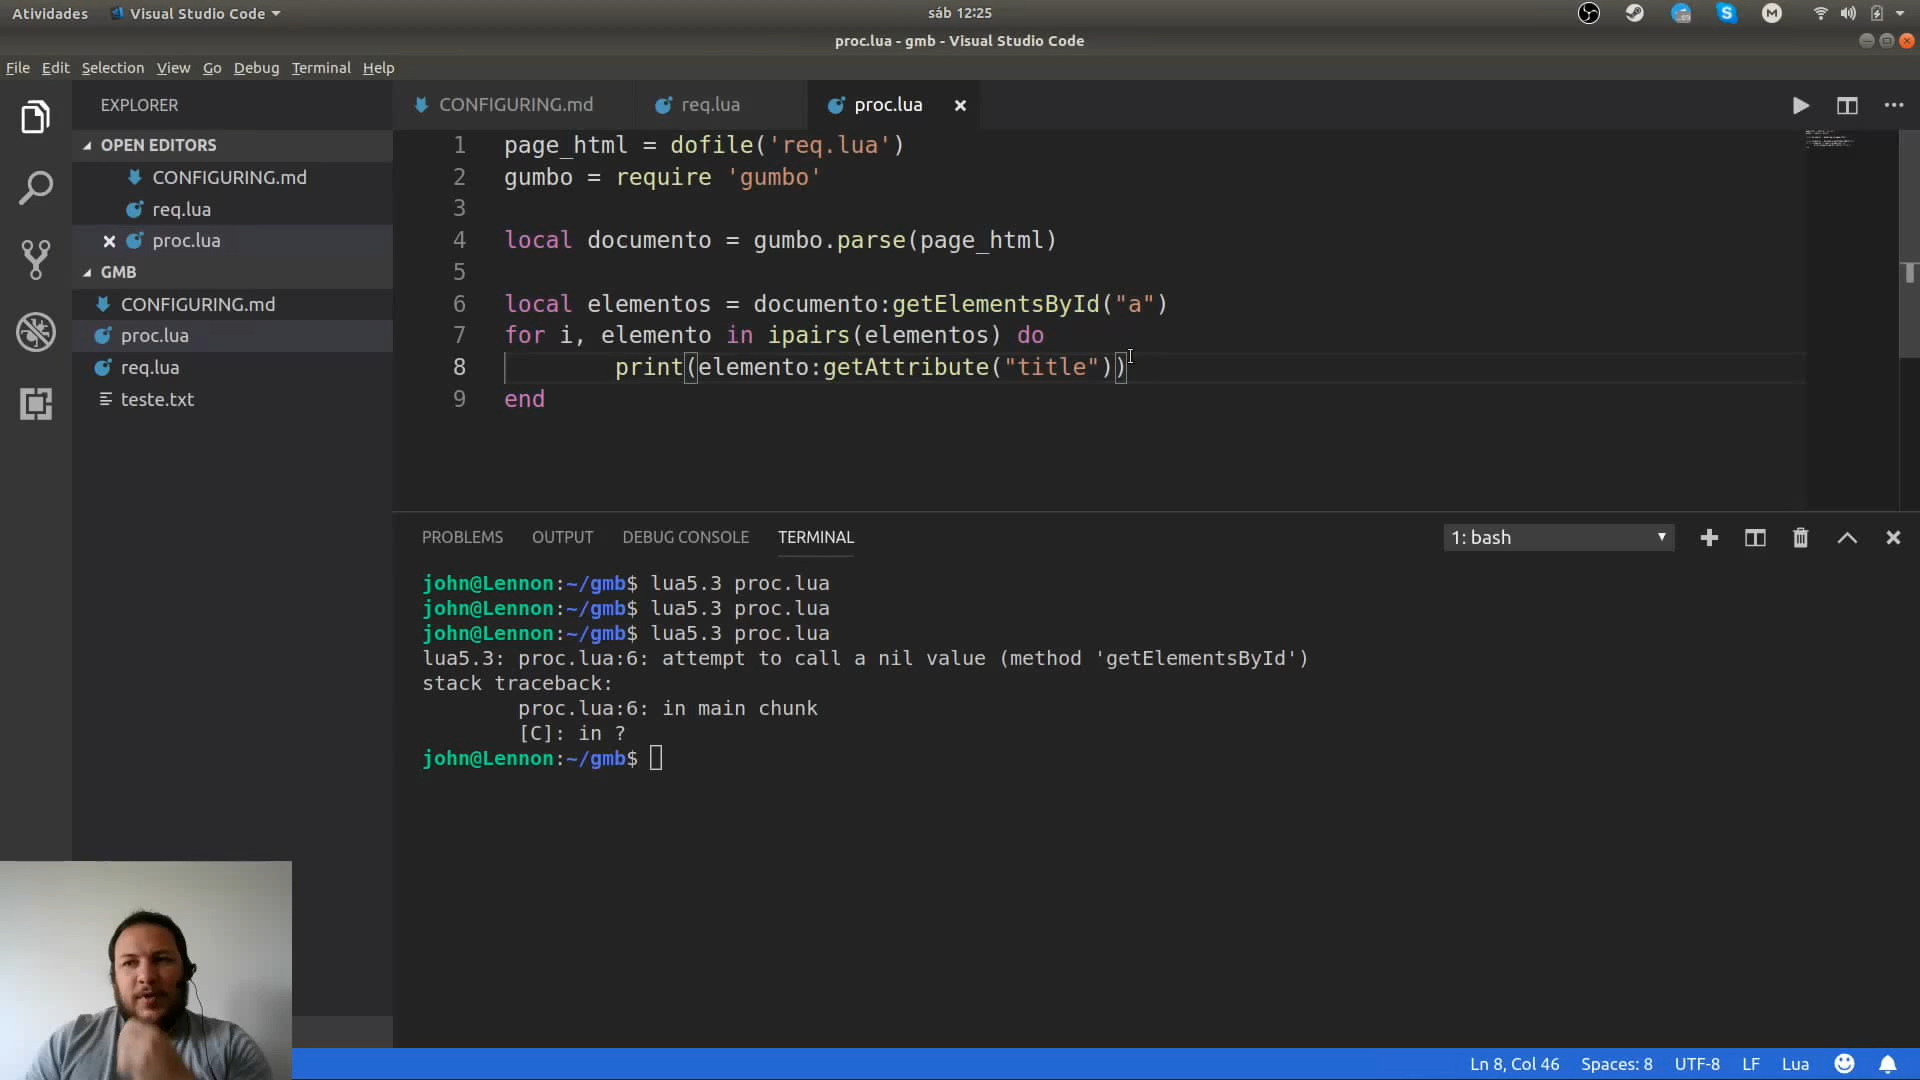 Atividades Visual Studio Code sáb 12:25
proc.lua - gmb - Visual Studio Code
File Edit Selection View Go Debug Terminal Help
EXPLORER
OPEN EDITORS
CONFIGURING.md
req.lua
proc.lua
GMB
CONFIGURING.md
proc.lua
req.lua
teste.txt
CONFIGURING.md req.lua proc.lua
1 page_html = dofile('req.lua')
2 gumbo = require 'gumbo'
3
4 local documento = gumbo.parse(page_html)
5
6 local elementos = documento:getElementsById("a")
7 for i, elemento in ipairs(elementos) do
8 print(elemento:getAttribute("title"))
9 end
PROBLEMS OUTPUT DEBUG CONSOLE TERMINAL 1: bash
john@Lennon:~/gmb$ lua5.3 proc.lua
john@Lennon:~/gmb$ lua5.3 proc.lua
john@Lennon:~/gmb$ lua5.3 proc.lua
lua5.3: proc.lua:6: attempt to call a nil value (method 'getElementsById')
stack traceback:
proc.lua:6: in main chunk
[C]: in ?
john@Lennon:~/gmb$
Ln 8, Col 46 Spaces: 8 UTF-8 LF Lua